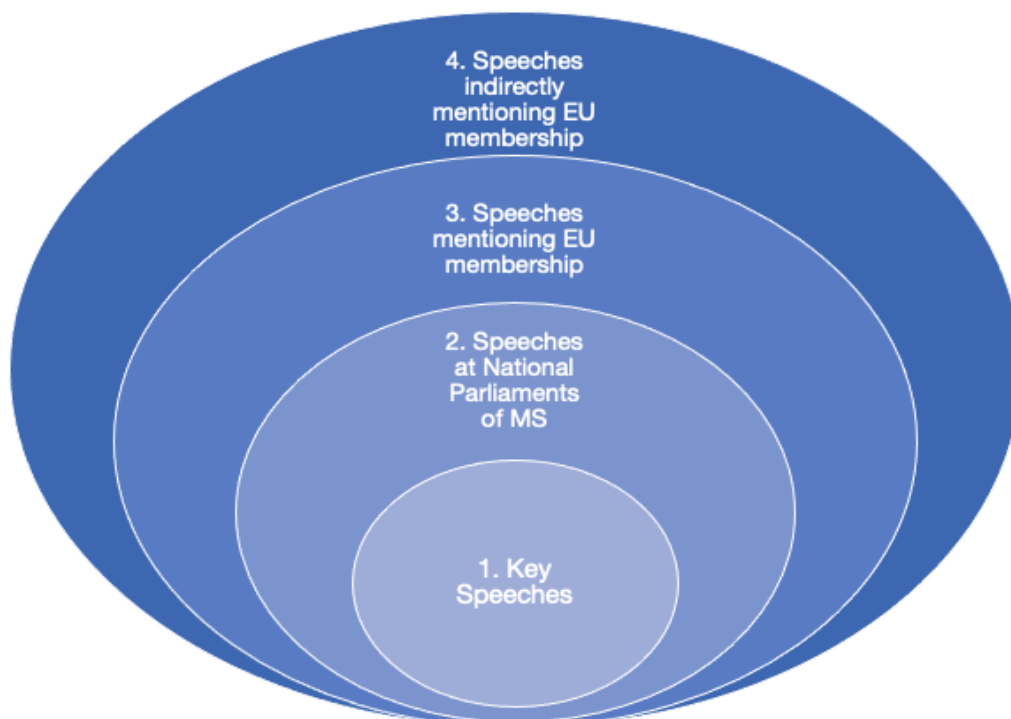 4. Speeches
indirectly
mentioning EU
membership
3. Speeches
mentioning EU
membership
2. Speeches
at National
Parliaments
of MS
1. Key
Speeches